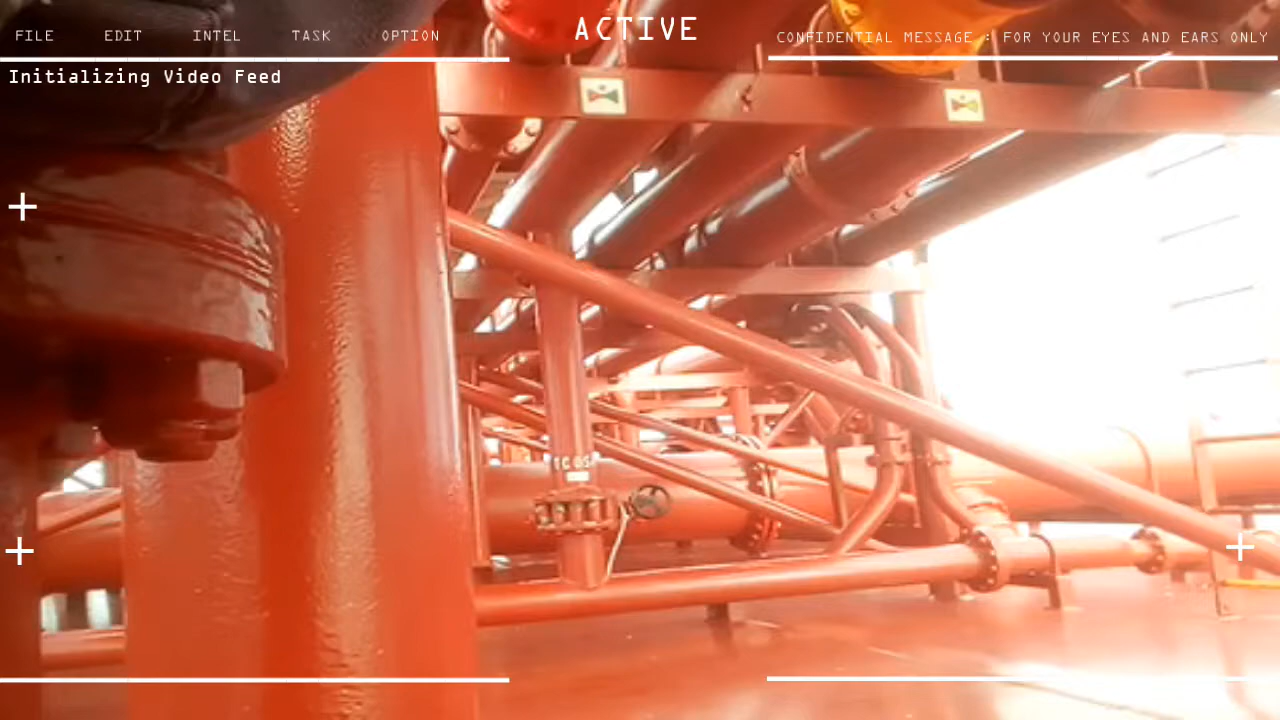 FILE EDIT INTEL TASK OPTION
ACTIVE
CONFIDENTIAL MESSAGE : FOR YOUR EYES AND EARS ONLY
Initializing Video Feed